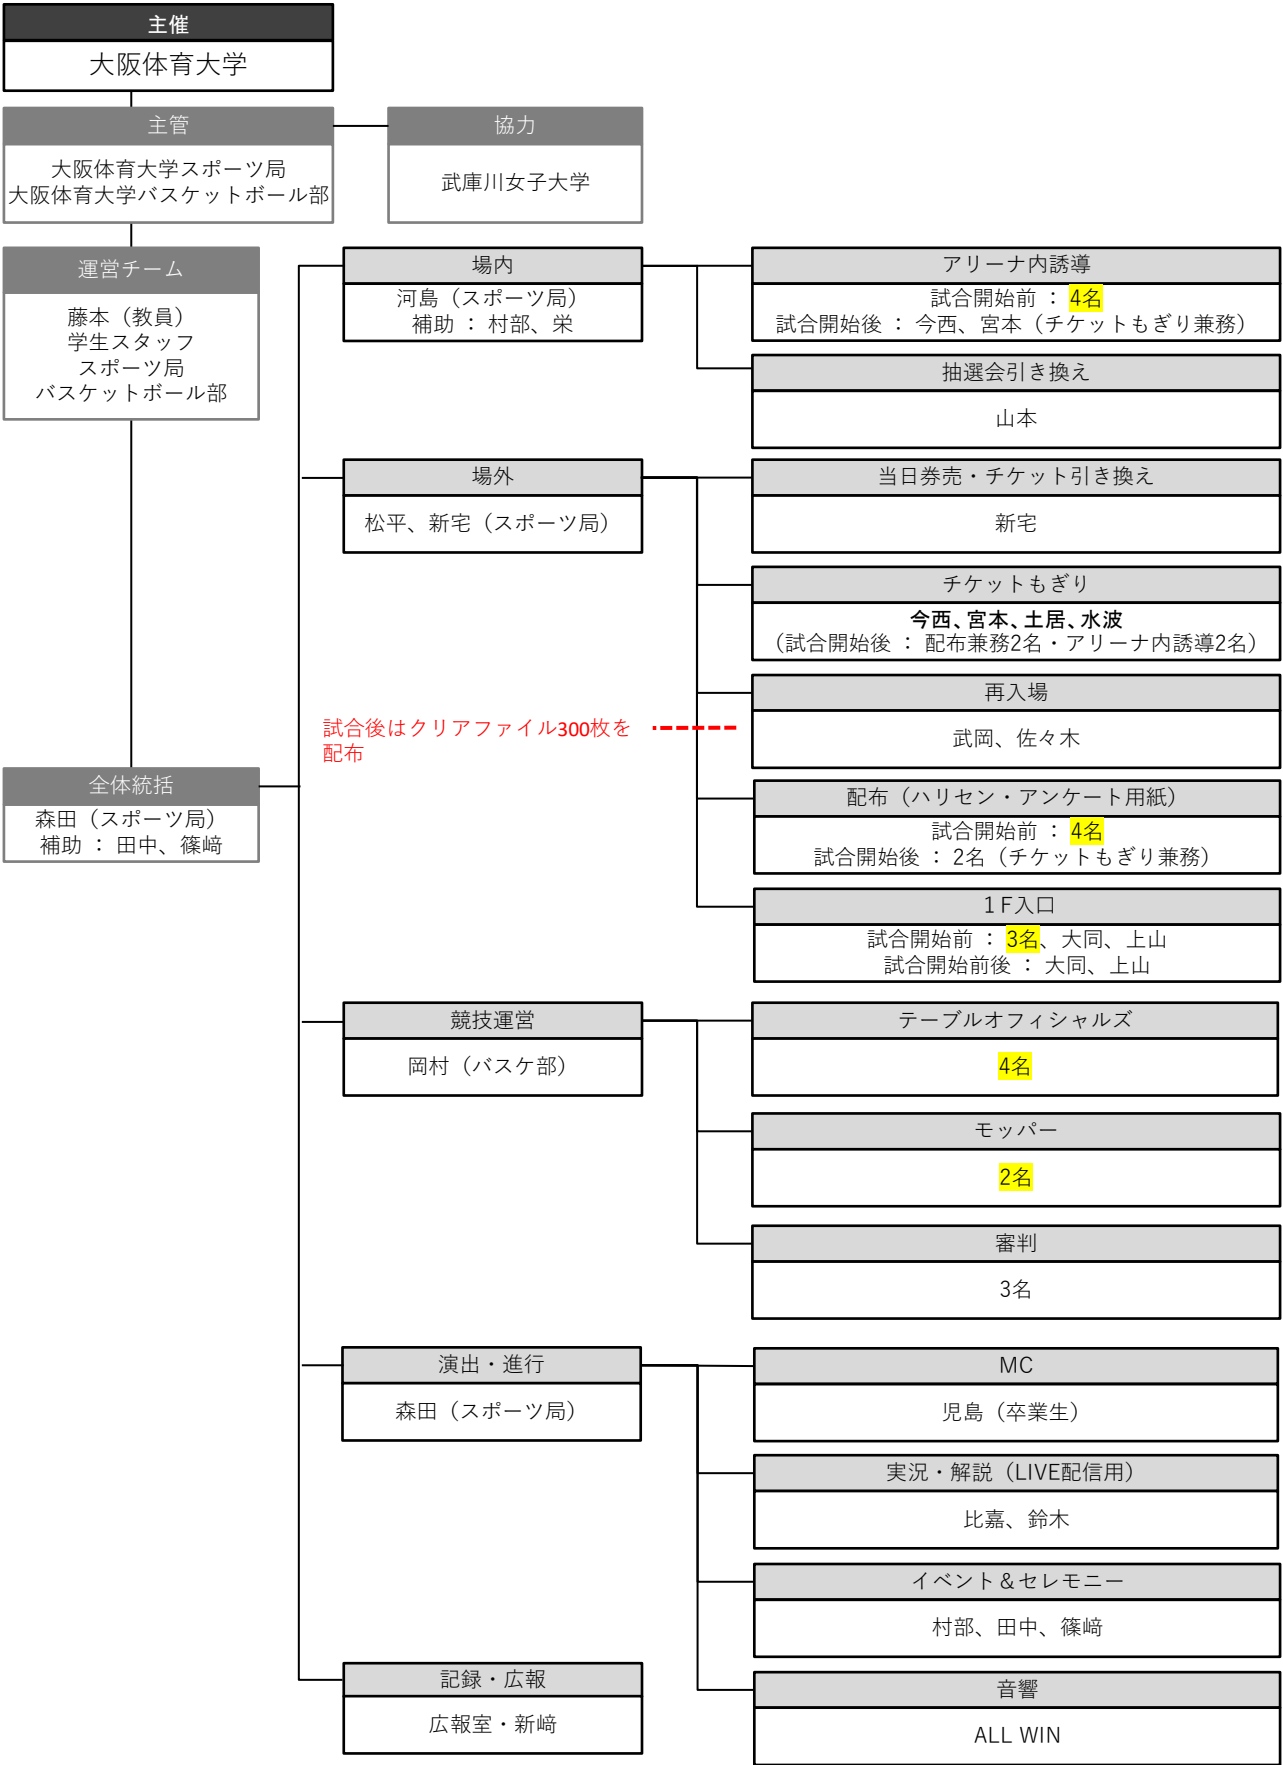 主催
大阪体育大学
主管
大阪体育大学スポーツ局
大阪体育大学バスケットボール部
協力
武庫川女子大学
運営チーム
藤本（教員）
学生スタッフ
スポーツ局
バスケットボール部
全体統括
森田（スポーツ局）
補助 ： 田中、篠﨑
場内
河島（スポーツ局）
補助 ： 村部、栄
アリーナ内誘導
試合開始前 ： 4名
試合開始後 ： 今西、宮本（チケットもぎり兼務）
抽選会引き換え
山本
場外
松平、新宅（スポーツ局）
当日券売・チケット引き換え
新宅
チケットもぎり
今西、宮本、土居、水波
（試合開始後 ： 配布兼務2名・アリーナ内誘導2名）
再入場
武岡、佐々木
試合後はクリアファイル300枚を
配布
配布（ハリセン・アンケート用紙）
試合開始前 ： 4名
試合開始後 ： 2名（チケットもぎり兼務）
１F入口
試合開始前 ： 3名、大同、上山
試合開始前後 ： 大同、上山
競技運営
岡村（バスケ部）
テーブルオフィシャルズ
4名
モッパー
2名
審判
3名
演出・進行
森田（スポーツ局）
MC
児島（卒業生）
実況・解説（LIVE配信用）
比嘉、鈴木
イベント＆セレモニー
村部、田中、篠﨑
音響
ALL WIN
記録・広報
広報室・新﨑